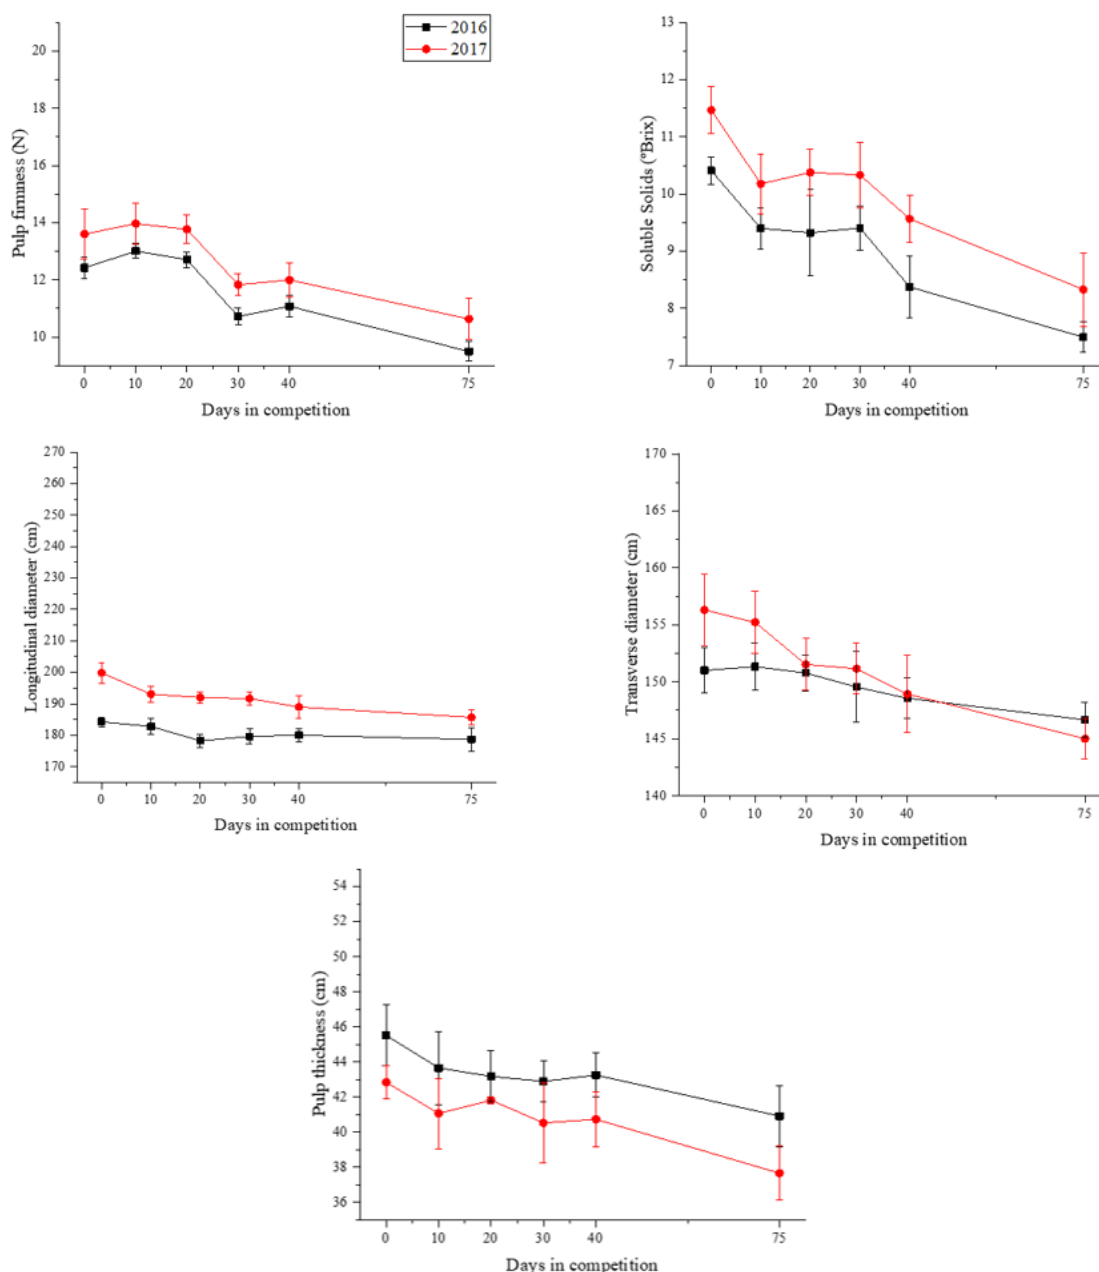 2016
2017
Pulp firmness (N)
20
18
16
14
12
10
0 10 20 30 40 75
Days in competition
Soluble Solids (ºBrix)
12
11
10
9
8
7
0 10 20 30 40 75
Days in competition
Longitudinal diameter (cm)
270
260
250
240
230
220
210
200
190
180
170
0 10 20 30 40 75
Days in competition
Transverse diameter (cm)
170
165
160
155
150
145
140
0 10 20 30 40 75
Days in competition
Pulp thickness (cm)
54
52
50
48
46
44
42
40
38
36
0 10 20 30 40 75
Days in competition